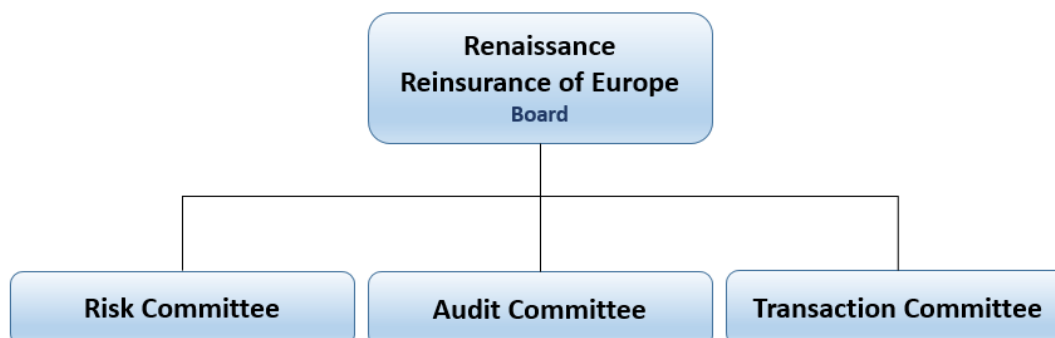 Renaissance
Reinsurance of Europe
Board
Risk Committee
Audit Committee
Transaction Committee